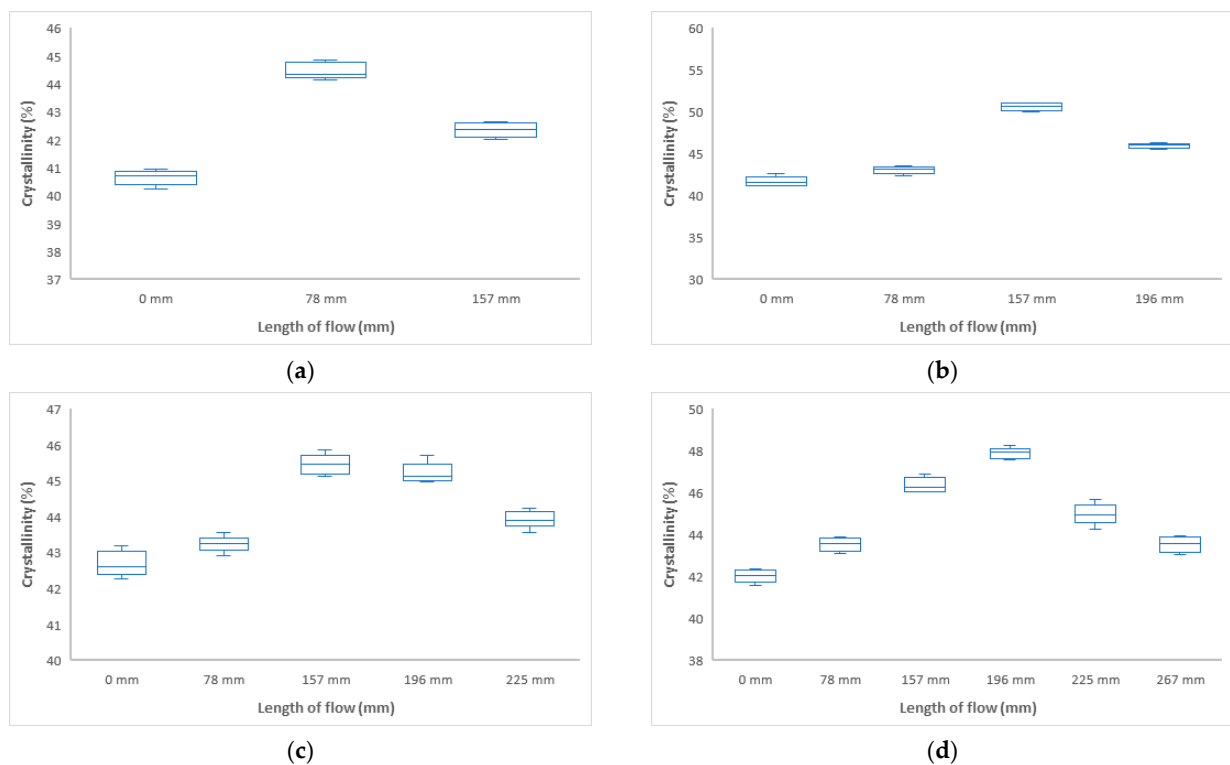 46
45
44
43
42
41
40
39
38
37
Crystallinity (%)
0 mm
78 mm
157 mm
Length of flow (mm)
(a)
60
55
50
45
40
35
30
Crystallinity (%)
0 mm
78 mm
157 mm
196 mm
Length of flow (mm)
(b)
47
46
45
44
43
42
41
40
Crystallinity (%)
0 mm
78 mm
157 mm
196 mm
225 mm
Length of flow (mm)
(c)
50
48
46
44
42
40
38
Crystallinity (%)
0 mm
78 mm
157 mm
196 mm
225 mm
267 mm
Length of flow (mm)
(d)